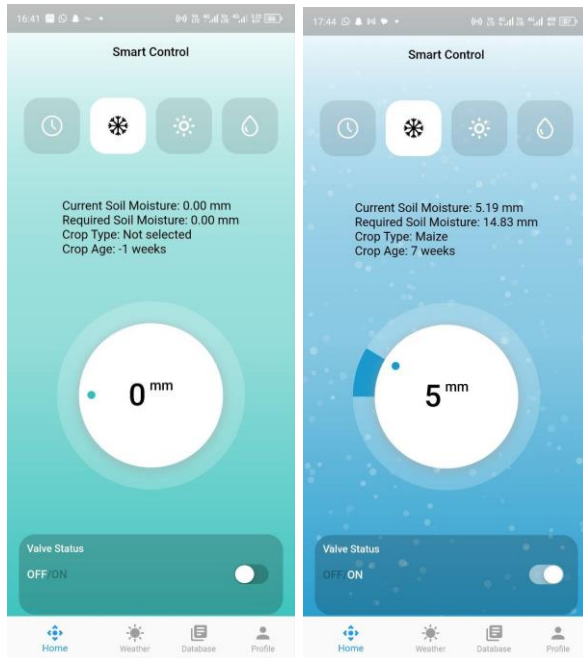 16:41
Smart Control
Current Soil Moisture: 0.00 mm
Required Soil Moisture: 0.00 mm
Crop Type: Not selected
Crop Age: -1 weeks
0 mm
Valve Status
OFF/ON
Home
Weather
Database
Profile
17:44
Smart Control
Current Soil Moisture: 5.19 mm
Required Soil Moisture: 14.83 mm
Crop Type: Maize
Crop Age: 7 weeks
5 mm
Valve Status
OFF/ON
Home
Weather
Database
Profile